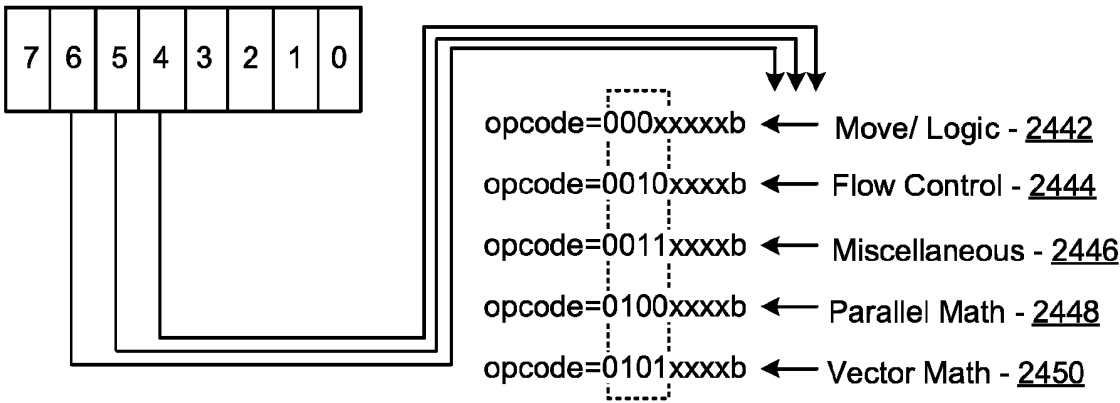 7 6 5 4 3 2 1 0
opcode=000xxxxxb Move/ Logic - 2442
opcode=0010xxxxb Flow Control - 2444
opcode=0011xxxxb Miscellaneous - 2446
opcode=0100xxxxb Parallel Math - 2448
opcode=0101xxxxb Vector Math - 2450